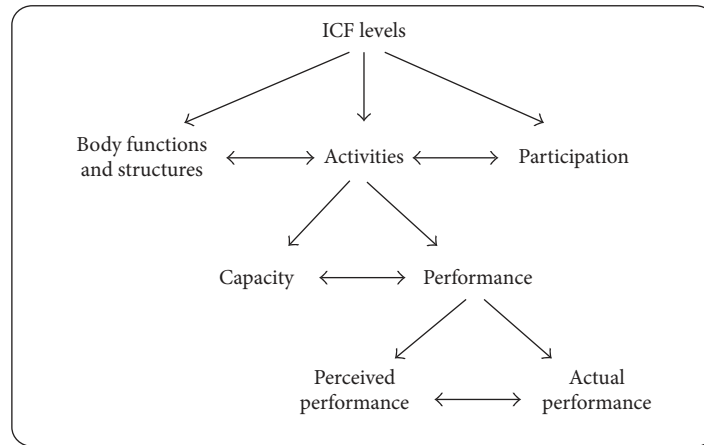 ICF levels
Body functions
and structures
Activities
Participation
Capacity
Performance
Perceived
performance
Actual
performance